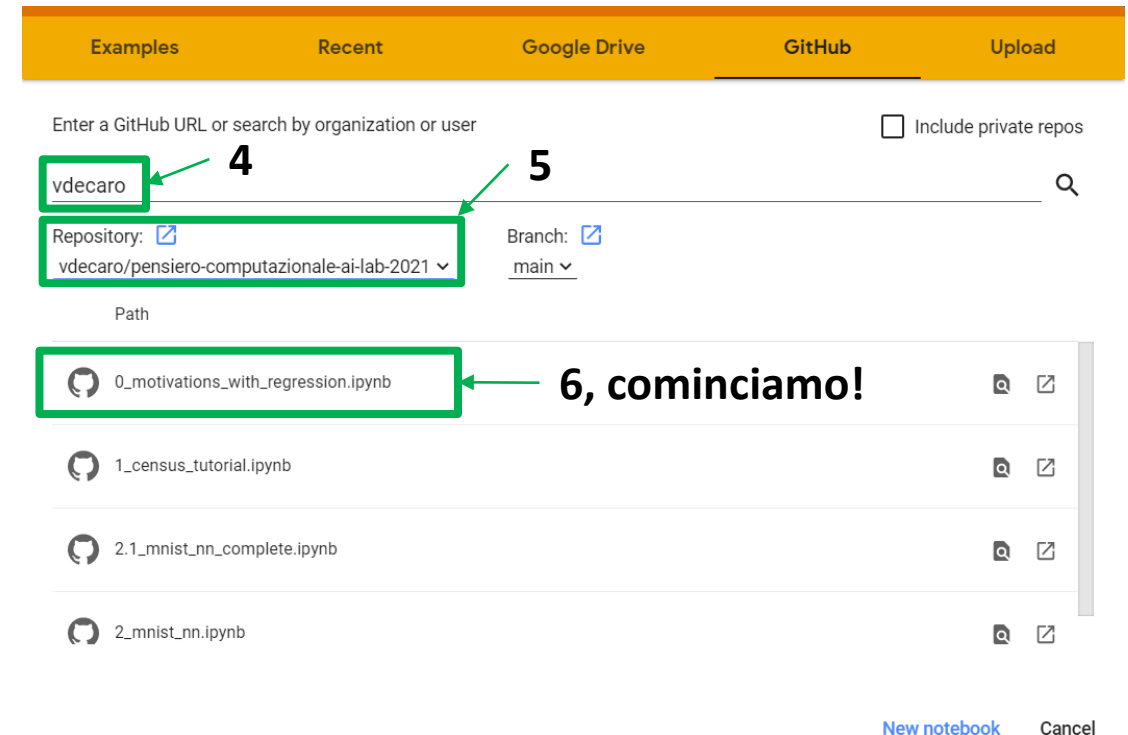 Examples Recent Google Drive GitHub Upload
Enter a GitHub URL or search by organization or user Include private repos
4 5
vdecaro
Repository: Branch:
vdecaro/pensiero-computazionale-ai-lab-2021 main
Path
0_motivations_with_regression.ipynb 6, cominciamo!
1_census_tutorial.ipynb
2.1_mnist_nn_complete.ipynb
2_mnist_nn.ipynb
New notebook Cancel